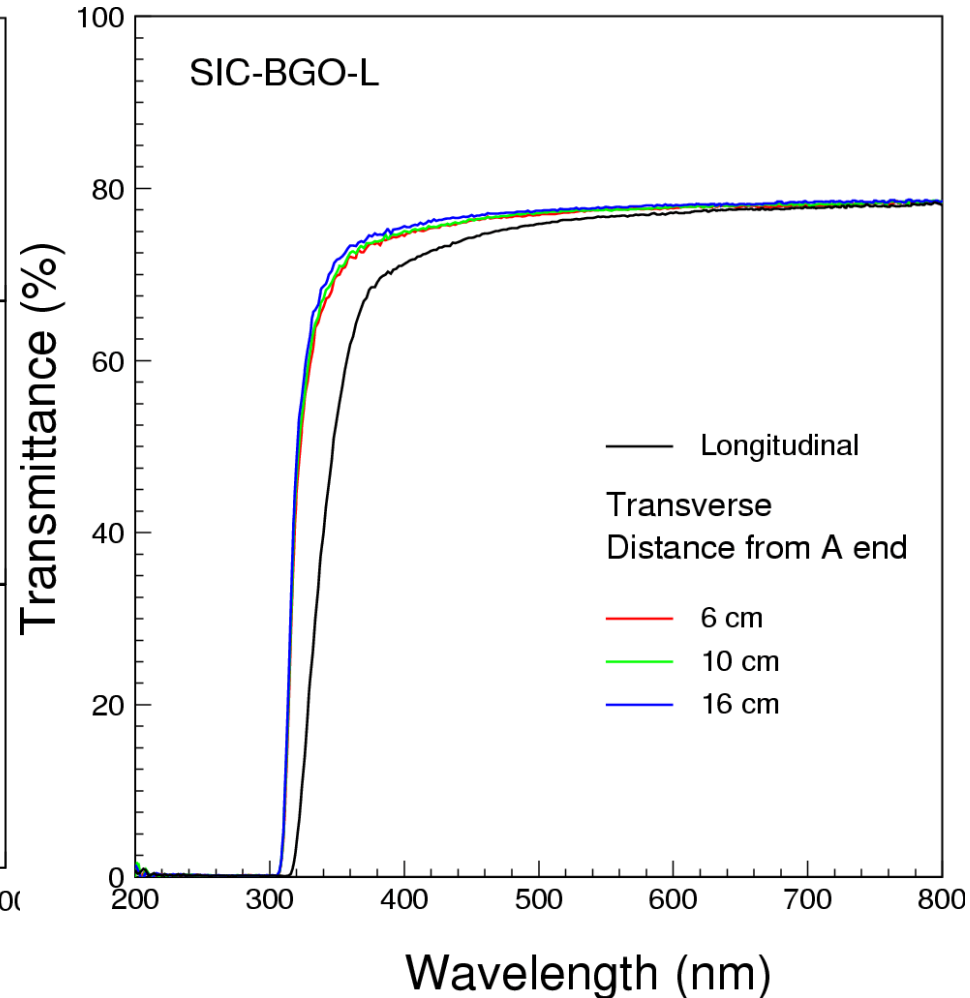 SIC-BGO-L
Transmittance (%)
100
80
60
40
20
0
Longitudinal
Transverse
Distance from A end
6 cm
10 cm
16 cm
200 300 400 500 600 700 800
Wavelength (nm)